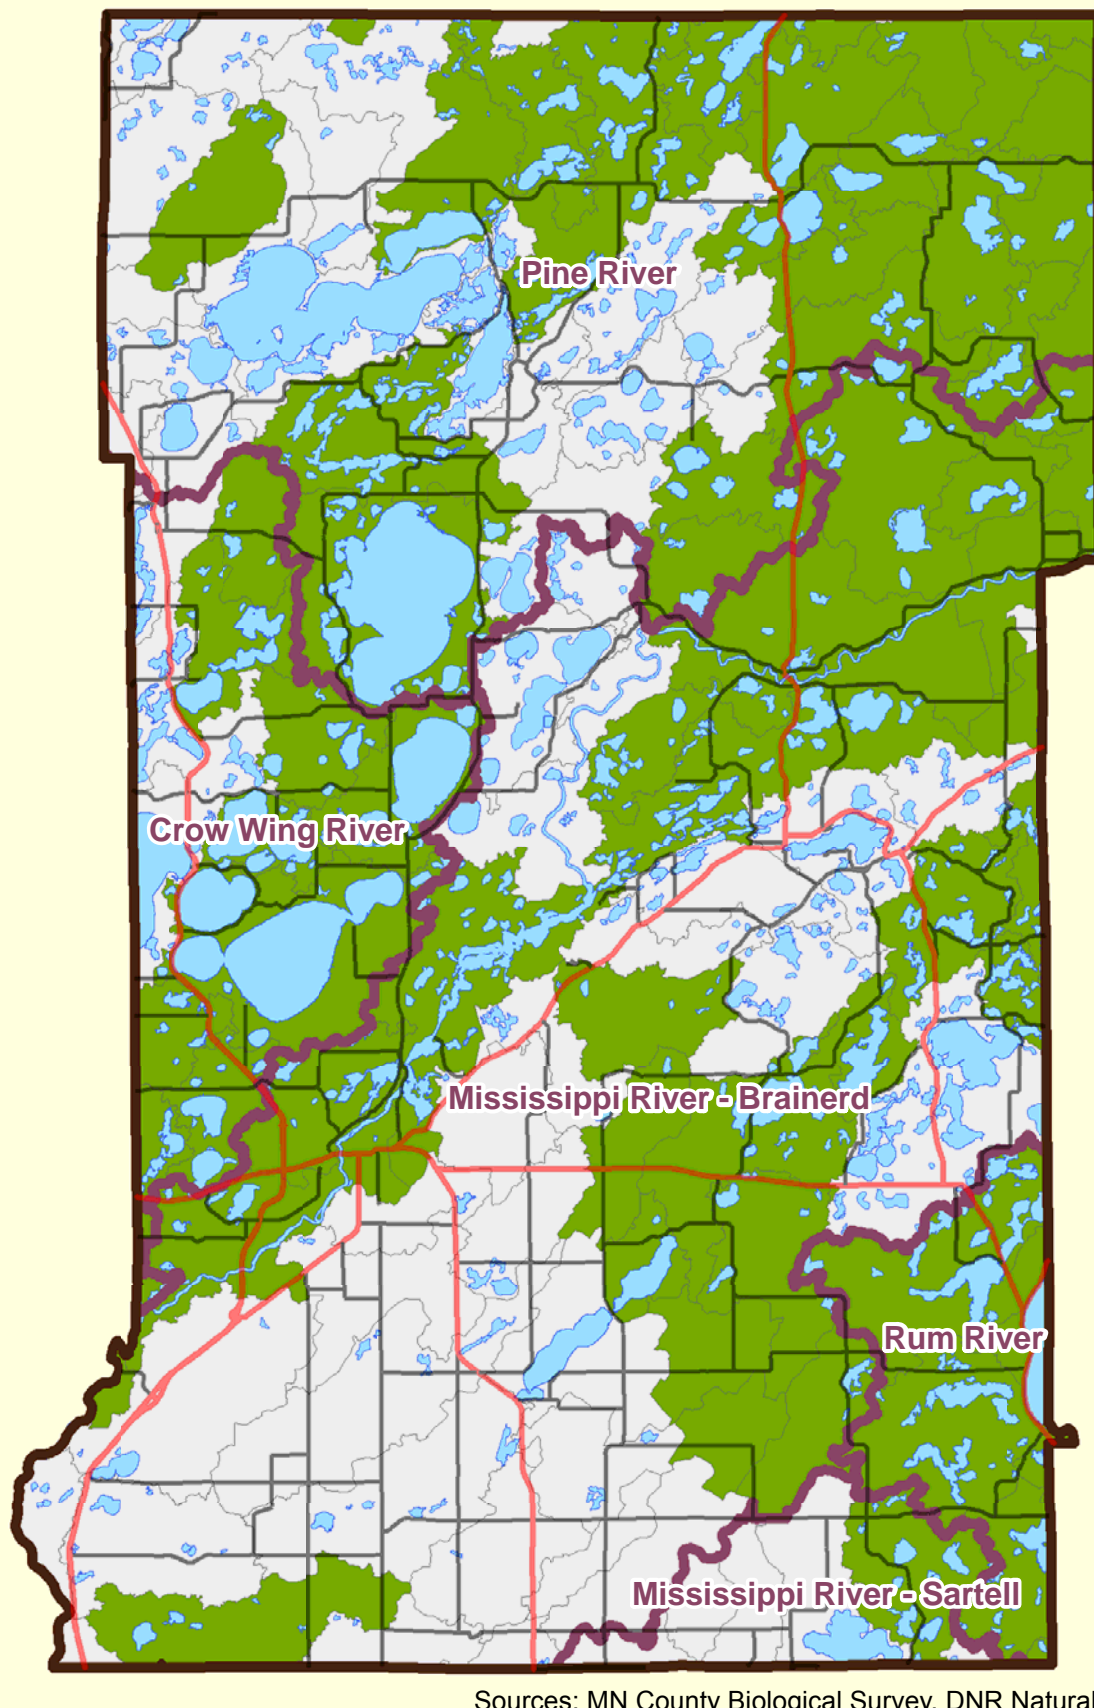 Pine River
Crow Wing River
Mississippi River - Brainerd
Rum River
Mississippi River - Sartell
Sources: MN County Biological Survey, DNR Natural